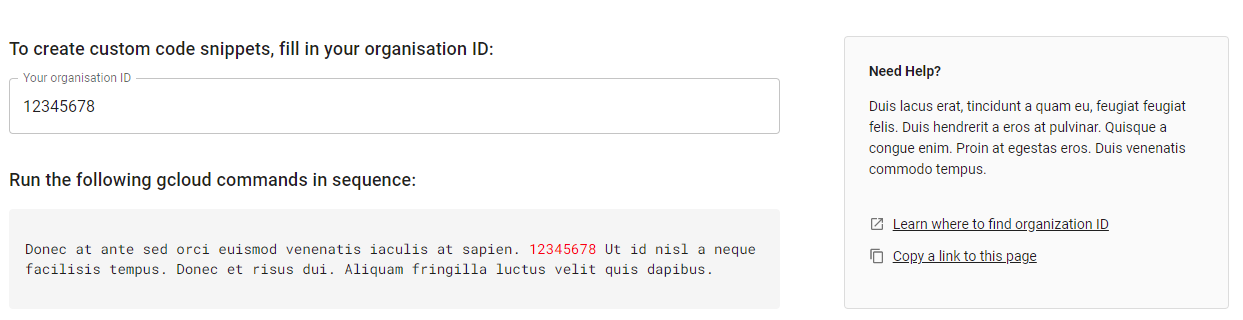 To create custom code snippets, fill in your organisation ID:
Your organisation ID
12345678
Run the following gcloud commands in sequence:
Donec at ante sed orci euismod venenatis iaculis at sapien. 12345678 Ut id nisl a neque
facilisis tempus. Donec et risus dui. Aliquam fringilla luctus velit quis dapibus.
Need Help?
Duis lacus erat, tincidunt a quam eu, feugiat feugiat
felis. Duis hendrerit a eros at pulvinar. Quisque a
congue enim. Proin at egestas eros. Duis venenatis
commodo tempus.
Learn where to find organization ID
Copy a link to this page